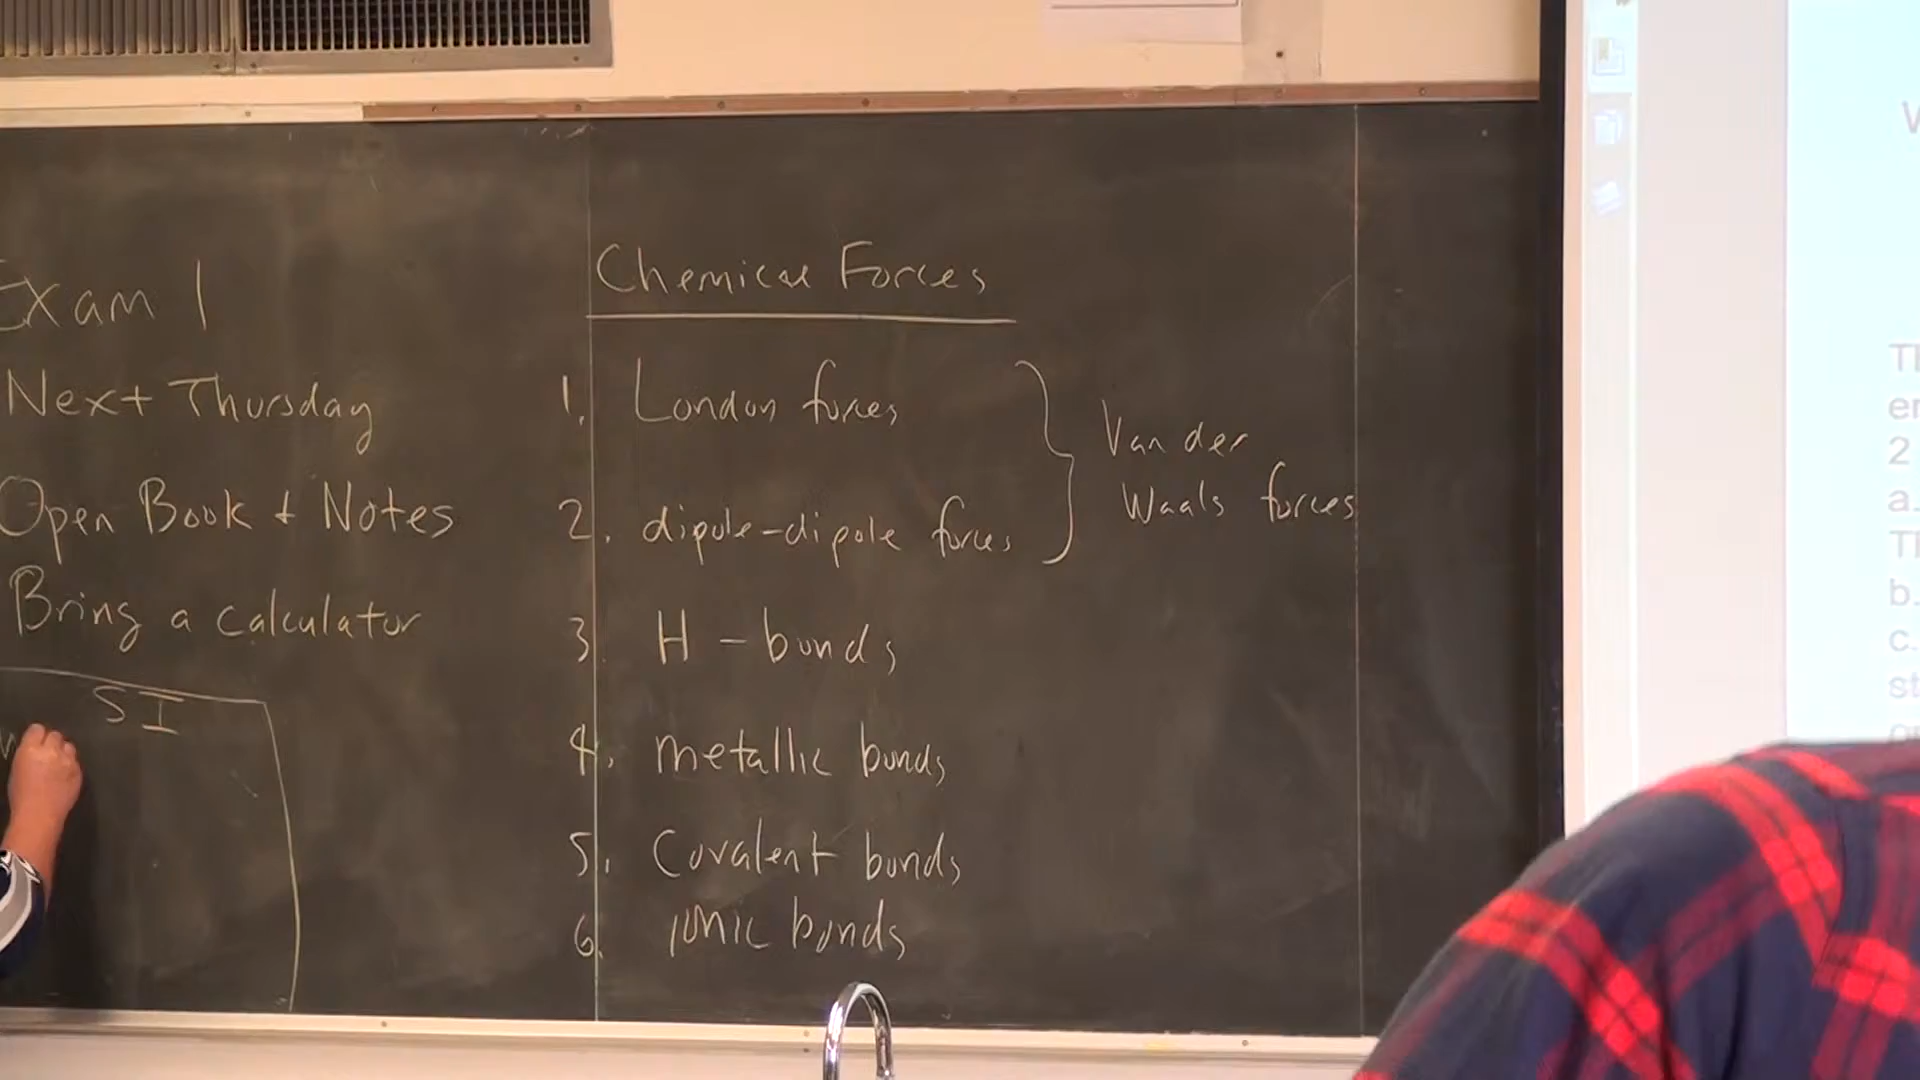 Exam 1
Next Thursday
Open Book + Notes
Bring a calculator
SI
Chemical Forces
1. London forces
2. dipole-dipole forces
Van der
Waals forces
3. H - bonds
4. metallic bonds
5. Covalent bonds
6. ionic bonds
2
a.
b.
c.